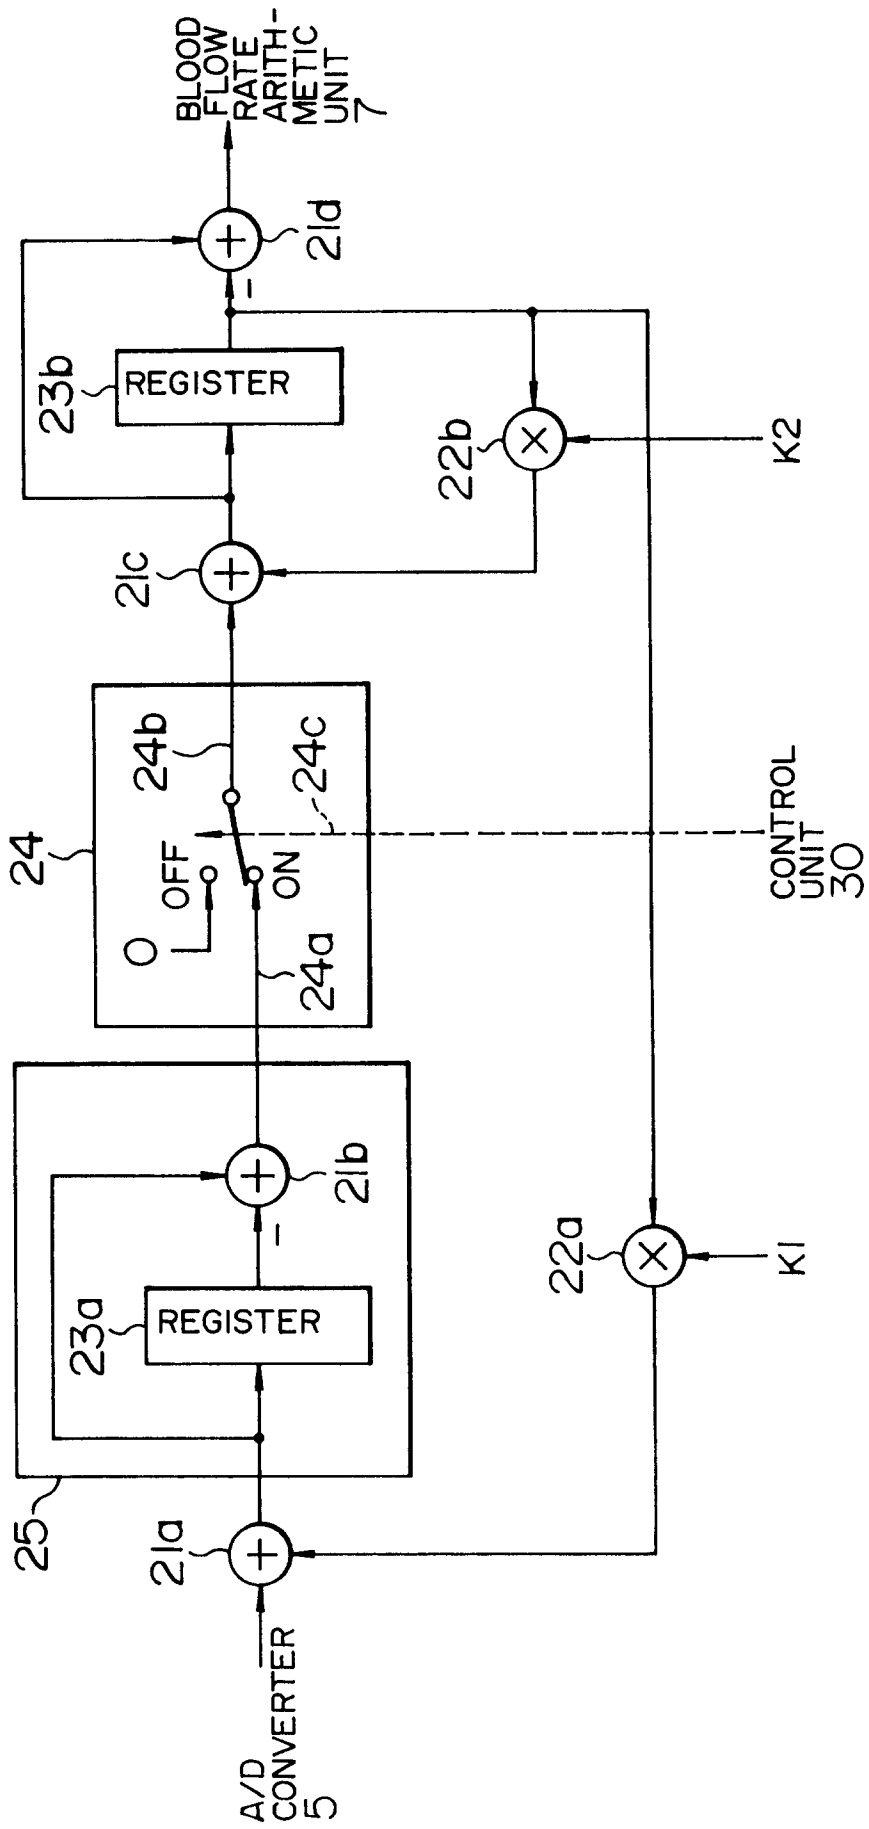 A/D
CONVERTER
5
21a
25
23a
REGISTER
−
21b
24
O
OFF
ON
24a
24b
24c
CONTROL
UNIT
30
21c
23b
REGISTER
−
21d
BLOOD
FLOW
RATE
ARITH-
METIC
UNIT
7
22b
K2
22a
K1